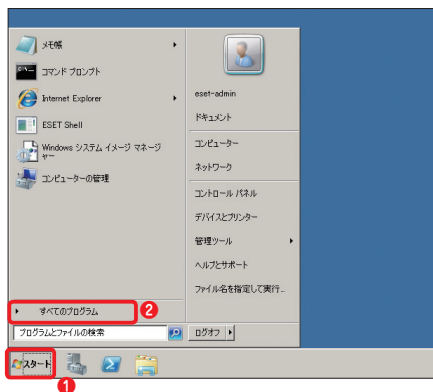 メモ帳
コマンド プロンプト
Internet Explorer
ESET Shell
Windows システム イメージ マネージ
ャー
コンピューターの管理
すべてのプログラム
プログラムとファイルの検索
eset-admin
ドキュメント
コンピューター
ネットワーク
コントロール パネル
デバイスとプリンター
管理ツール
ヘルプとサポート
ファイル名を指定して実行...
ログオフ
スタート
1
2